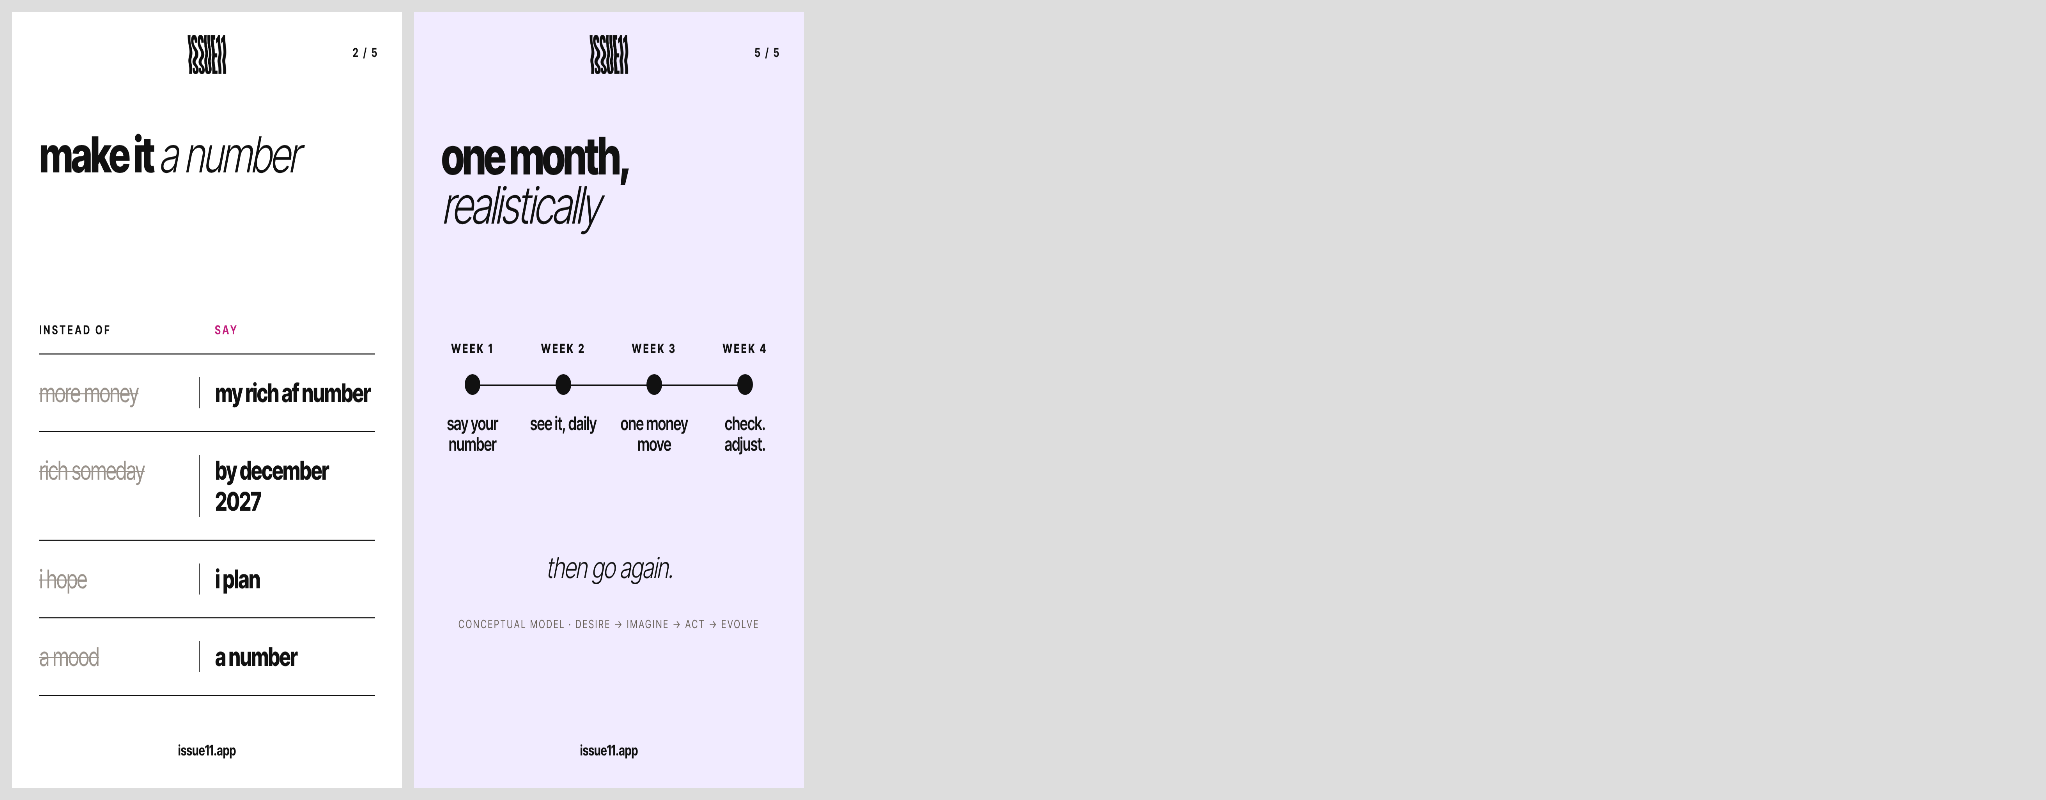 ISSUE11
2 / 5
make it a number
INSTEAD OF
SAY
more money
my rich af number
rich someday
by december
2027
i hope
i plan
a mood
a number
issue11.app
ISSUE11
5 / 5
one month,
realistically
WEEK 1
WEEK 2
WEEK 3
WEEK 4
say your
number
see it, daily
one money
move
check.
adjust.
then go again.
CONCEPTUAL MODEL · DESIRE → IMAGINE → ACT → EVOLVE
issue11.app